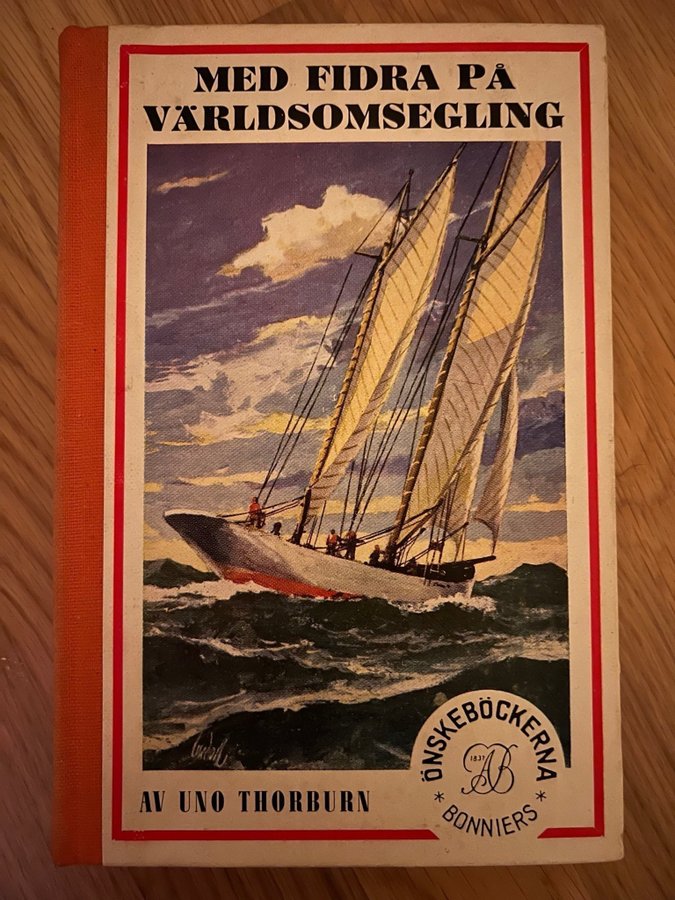 MED FIDRA PÅ
VÄRLDSOMSEGLING
ÖNSKEBÖCKERNA
1837
AB
* BONNIERS *
AV UNO THORBURN